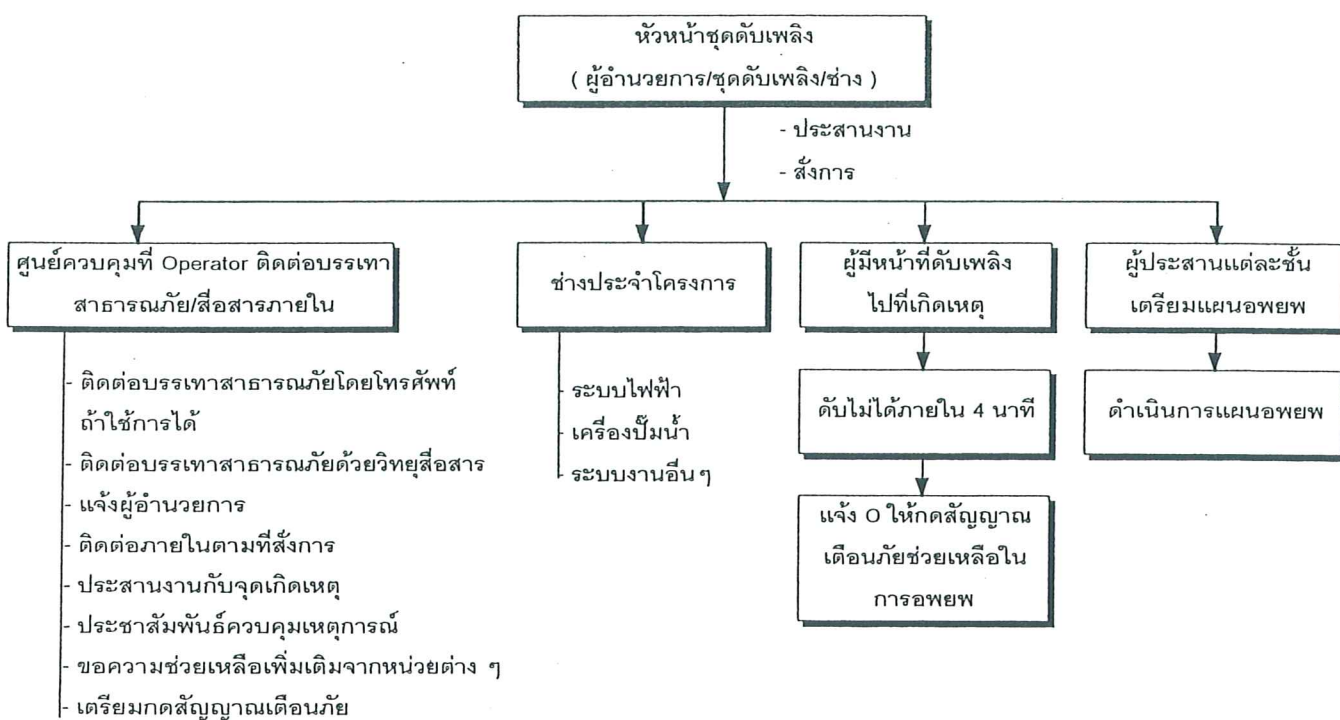 หัวหน้าชุดดับเพลิง
( ผู้อำนวยการ/ชุดดับเพลิง/ช่าง )
- ประสานงาน
- สั่งการ
ศูนย์ควบคุมที่ Operator ติดต่อบรรเทา
สาธารณภัย/สื่อสารภายใน
- ติดต่อบรรเทาสาธารณภัยโดยโทรศัพท์
ถ้าใช้การได้
- ติดต่อบรรเทาสาธารณภัยด้วยวิทยุสื่อสาร
- แจ้งผู้อำนวยการ
- ติดต่อภายในตามที่สั่งการ
- ประสานงานกับจุดเกิดเหตุ
- ประชาสัมพันธ์ควบคุมเหตุการณ์
- ขอความช่วยเหลือเพิ่มเติมจากหน่วยต่าง ๆ
- เตรียมกดสัญญาณเตือนภัย
ช่างประจำโครงการ
- ระบบไฟฟ้า
- เครื่องปั๊มน้ำ
- ระบบงานอื่น ๆ
ผู้มีหน้าที่ดับเพลิง
ไปที่เกิดเหตุ
ดับไม่ได้ภายใน 4 นาที
แจ้ง O ให้กดสัญญาณ
เตือนภัยช่วยเหลือใน
การอพยพ
ผู้ประสานแต่ละชั้น
เตรียมแผนอพยพ
ดำเนินการแผนอพยพ